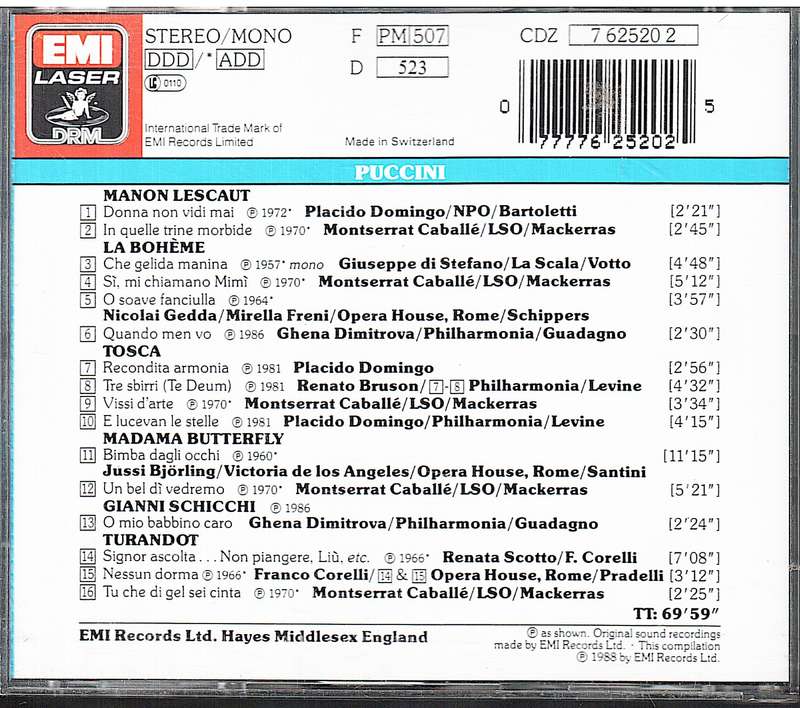 EMI
LASER
DRM
STEREO/MONO
DDD/*ADD
LC 0110
International Trade Mark of
EMI Records Limited
F PM 507
D 523
Made in Switzerland
CDZ 7 62520 2
0 77776 25202 5
PUCCINI
MANON LESCAUT
1 Donna non vidi mai ℗ 1972* Placido Domingo/NPO/Bartoletti [2'21"]
2 In quelle trine morbide ℗ 1970* Montserrat Caballé/LSO/Mackerras [2'45"]
LA BOHÈME
3 Che gelida manina ℗ 1957* mono Giuseppe di Stefano/La Scala/Votto [4'48"]
4 Sì, mi chiamano Mimì ℗ 1970* Montserrat Caballé/LSO/Mackerras [5'12"]
5 O soave fanciulla ℗ 1964* [3'57"]
Nicolai Gedda/Mirella Freni/Opera House, Rome/Schippers
6 Quando men vo ℗ 1986 Ghena Dimitrova/Philharmonia/Guadagno [2'30"]
TOSCA
7 Recondita armonia ℗ 1981 Placido Domingo [2'56"]
8 Tre sbirri (Te Deum) ℗ 1981 Renato Bruson/7-8 Philharmonia/Levine [4'32"]
9 Vissi d'arte ℗ 1970* Montserrat Caballé/LSO/Mackerras [3'34"]
10 E lucevan le stelle ℗ 1981 Placido Domingo/Philharmonia/Levine [4'15"]
MADAMA BUTTERFLY
11 Bimba dagli occhi ℗ 1960* [11'15"]
Jussi Björling/Victoria de los Angeles/Opera House, Rome/Santini
12 Un bel dì vedremo ℗ 1970* Montserrat Caballé/LSO/Mackerras [5'21"]
GIANNI SCHICCHI ℗ 1986
13 O mio babbino caro Ghena Dimitrova/Philharmonia/Guadagno [2'24"]
TURANDOT
14 Signor ascolta... Non piangere, Liù, etc. ℗ 1966* Renata Scotto/F. Corelli [7'08"]
15 Nessun dorma ℗ 1966* Franco Corelli/14 & 15 Opera House, Rome/Pradelli [3'12"]
16 Tu che di gel sei cinta ℗ 1970* Montserrat Caballé/LSO/Mackerras [2'25"]
TT: 69'59"
EMI Records Ltd. Hayes Middlesex England
℗ as shown. Original sound recordings
made by EMI Records Ltd. · This compilation
℗ 1988 by EMI Records Ltd.